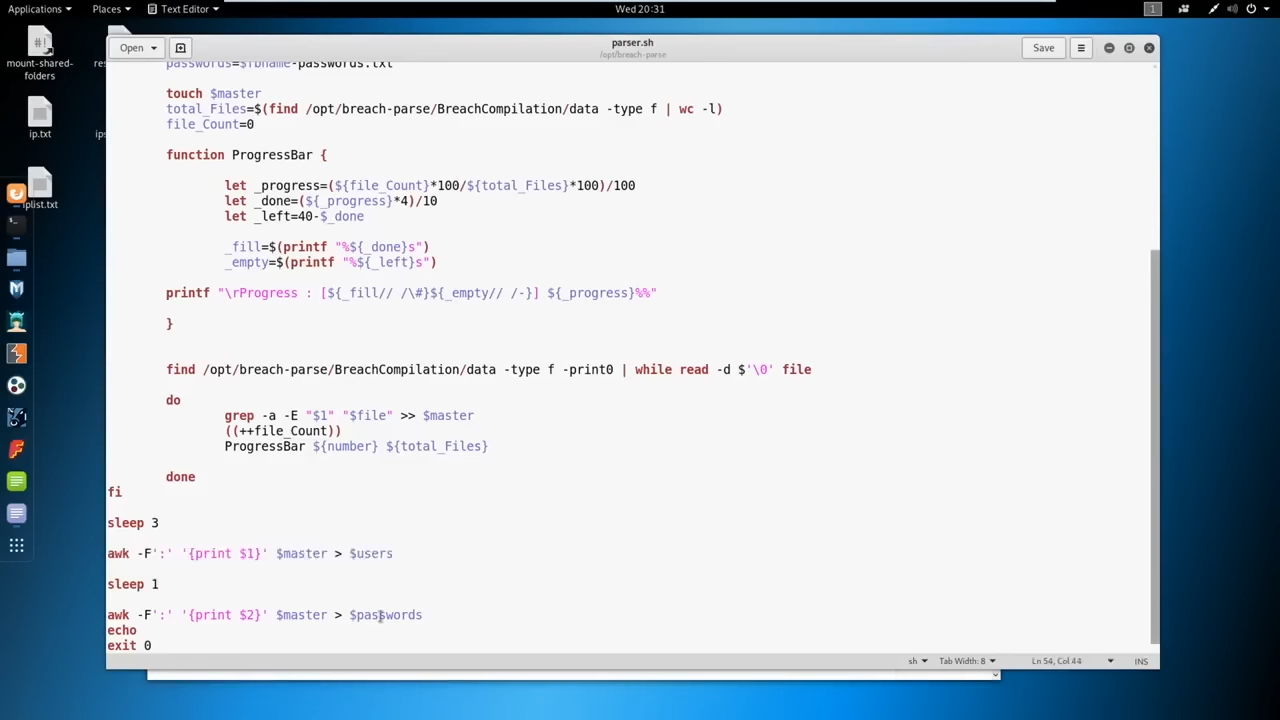 Applications
Places
Text Editor
Wed 20:31
1
mount-shared-folders
res
ip.txt
ips
iplist.txt
Open
parser.sh
/opt/breach-parse
Save
passwords=$fbname-passwords.txt
touch $master
total_Files=$(find /opt/breach-parse/BreachCompilation/data -type f | wc -l)
file_Count=0
function ProgressBar {
let _progress=(${file_Count}*100/${total_Files}*100)/100
let _done=(${_progress}*4)/10
let _left=40-$_done
_fill=$(printf "%${_done}s")
_empty=$(printf "%${_left}s")
printf "\rProgress : [${_fill// /\#}${_empty// /-}] ${_progress}%%"
}
find /opt/breach-parse/BreachCompilation/data -type f -print0 | while read -d $'\0' file
do
grep -a -E "$1" "$file" >> $master
((++file_Count))
ProgressBar ${number} ${total_Files}
done
fi
sleep 3
awk -F':' '{print $1}' $master > $users
sleep 1
awk -F':' '{print $2}' $master > $passwords
echo
exit 0
sh
Tab Width: 8
Ln 54, Col 44
INS